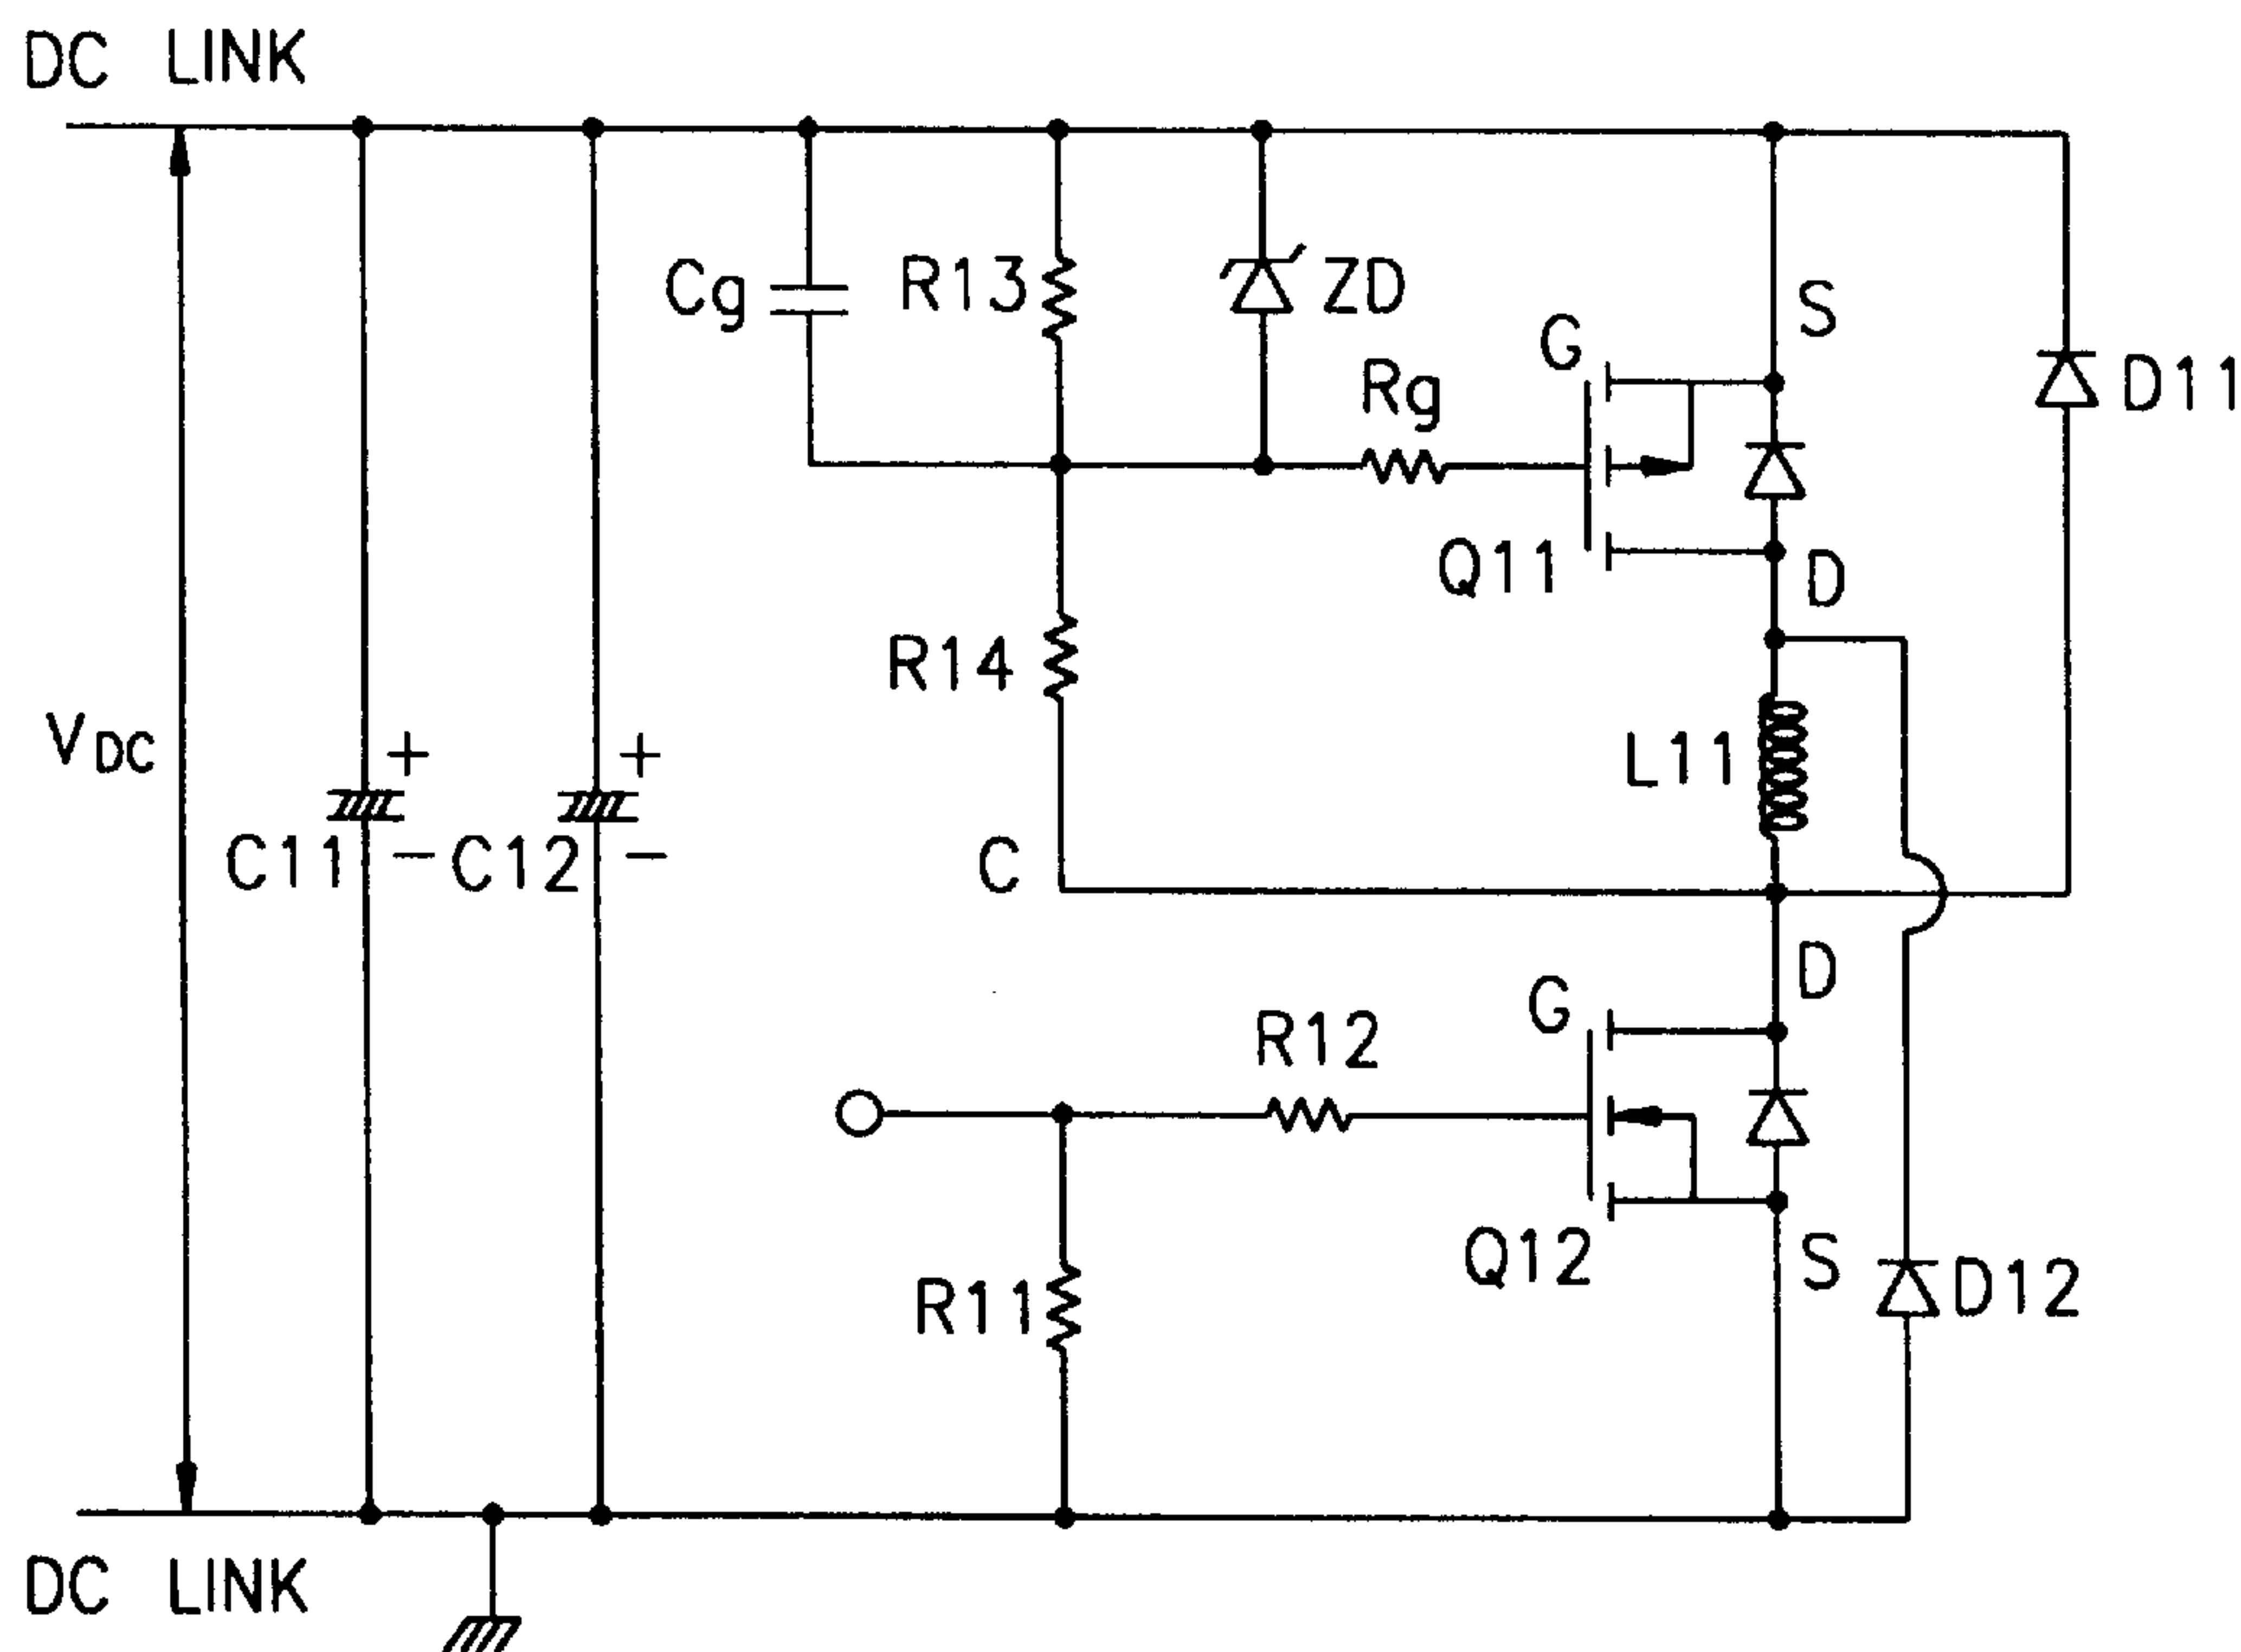 DC LINK
Cg
R13
ZD
S
G
Rg
D11
Q11
D
R14
VDC
+
+
L11
C11
-
C12
-
C
D
G
R12
Q12
S
D12
R11
DC LINK